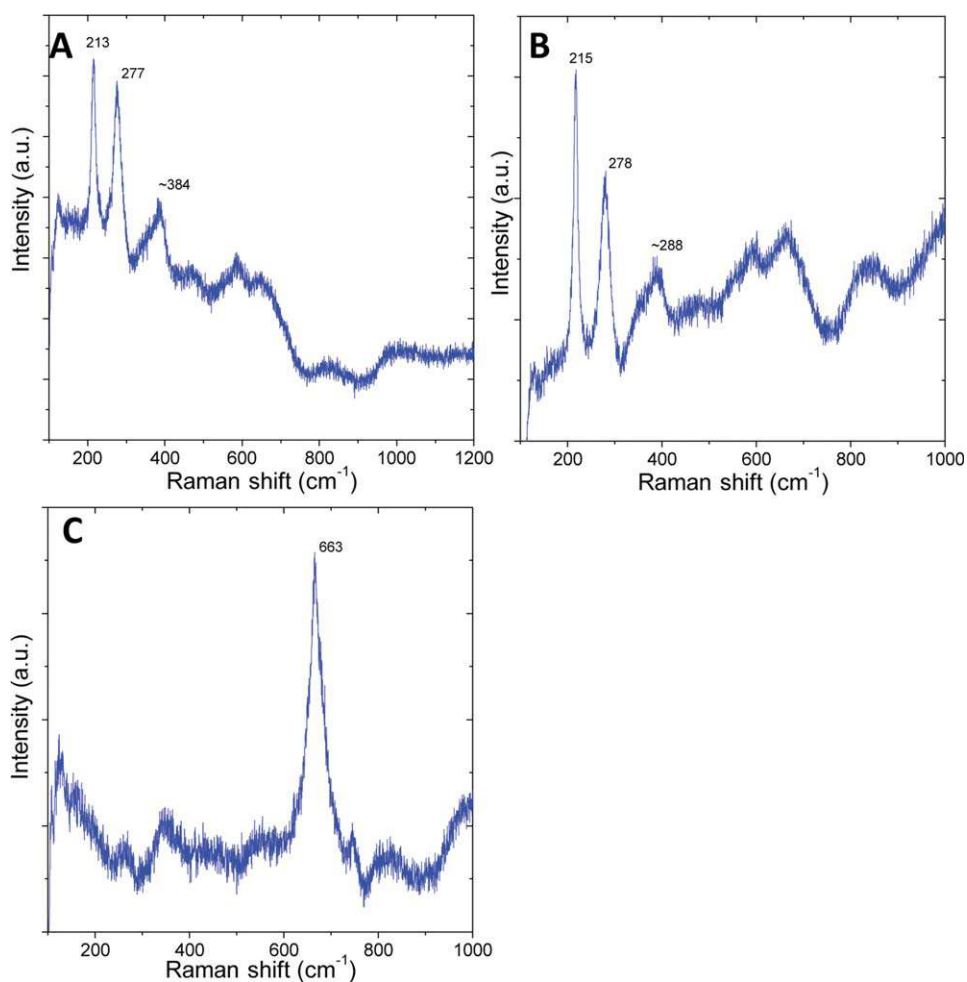 A
213
277
~384
Intensity (a.u.)
200 400 600 800 1000 1200
Raman shift (cm-1)
B
215
278
~288
Intensity (a.u.)
200 400 600 800 1000
Raman shift (cm-1)
C
663
Intensity (a.u.)
200 400 600 800 1000
Raman shift (cm-1)